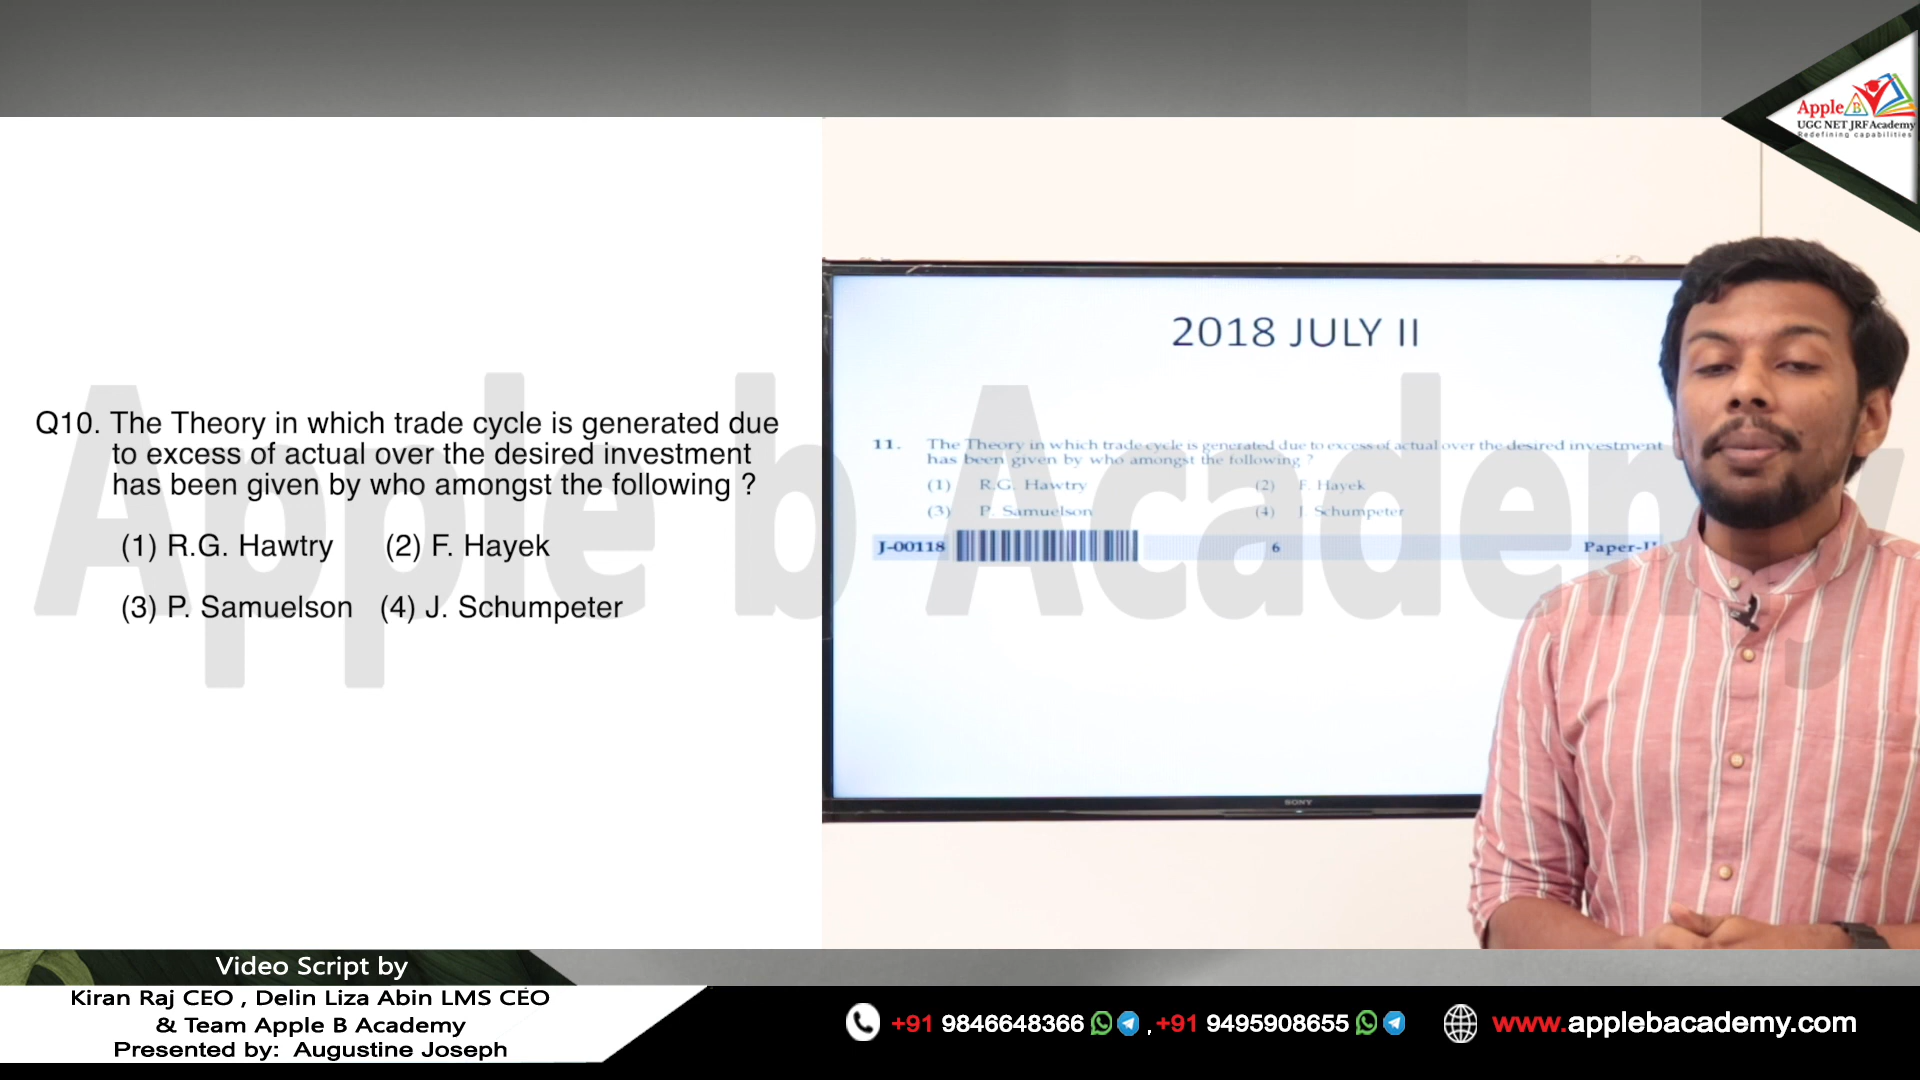 Apple B
UGC NET JRF Academy
Redefining capabilities
2018 JULY II
Q10. The Theory in which trade cycle is generated due
to excess of actual over the desired investment
has been given by who amongst the following ?
(1) R.G. Hawtry (2) F. Hayek
(3) P. Samuelson (4) J. Schumpeter
11. The Theory in which trade cycle is generated due to excess of actual over the desired investment
has been given by who amongst the following ?
(1) R.G. Hawtry (2) F. Hayek
(3) P. Samuelson (4) J. Schumpeter
J-00118 6
Apple b Academy
SONY
Video Script by
Kiran Raj CEO , Delin Liza Abin LMS CEO
& Team Apple B Academy
Presented by: Augustine Joseph
+91 9846648366 , +91 9495908655 www.applebacademy.com